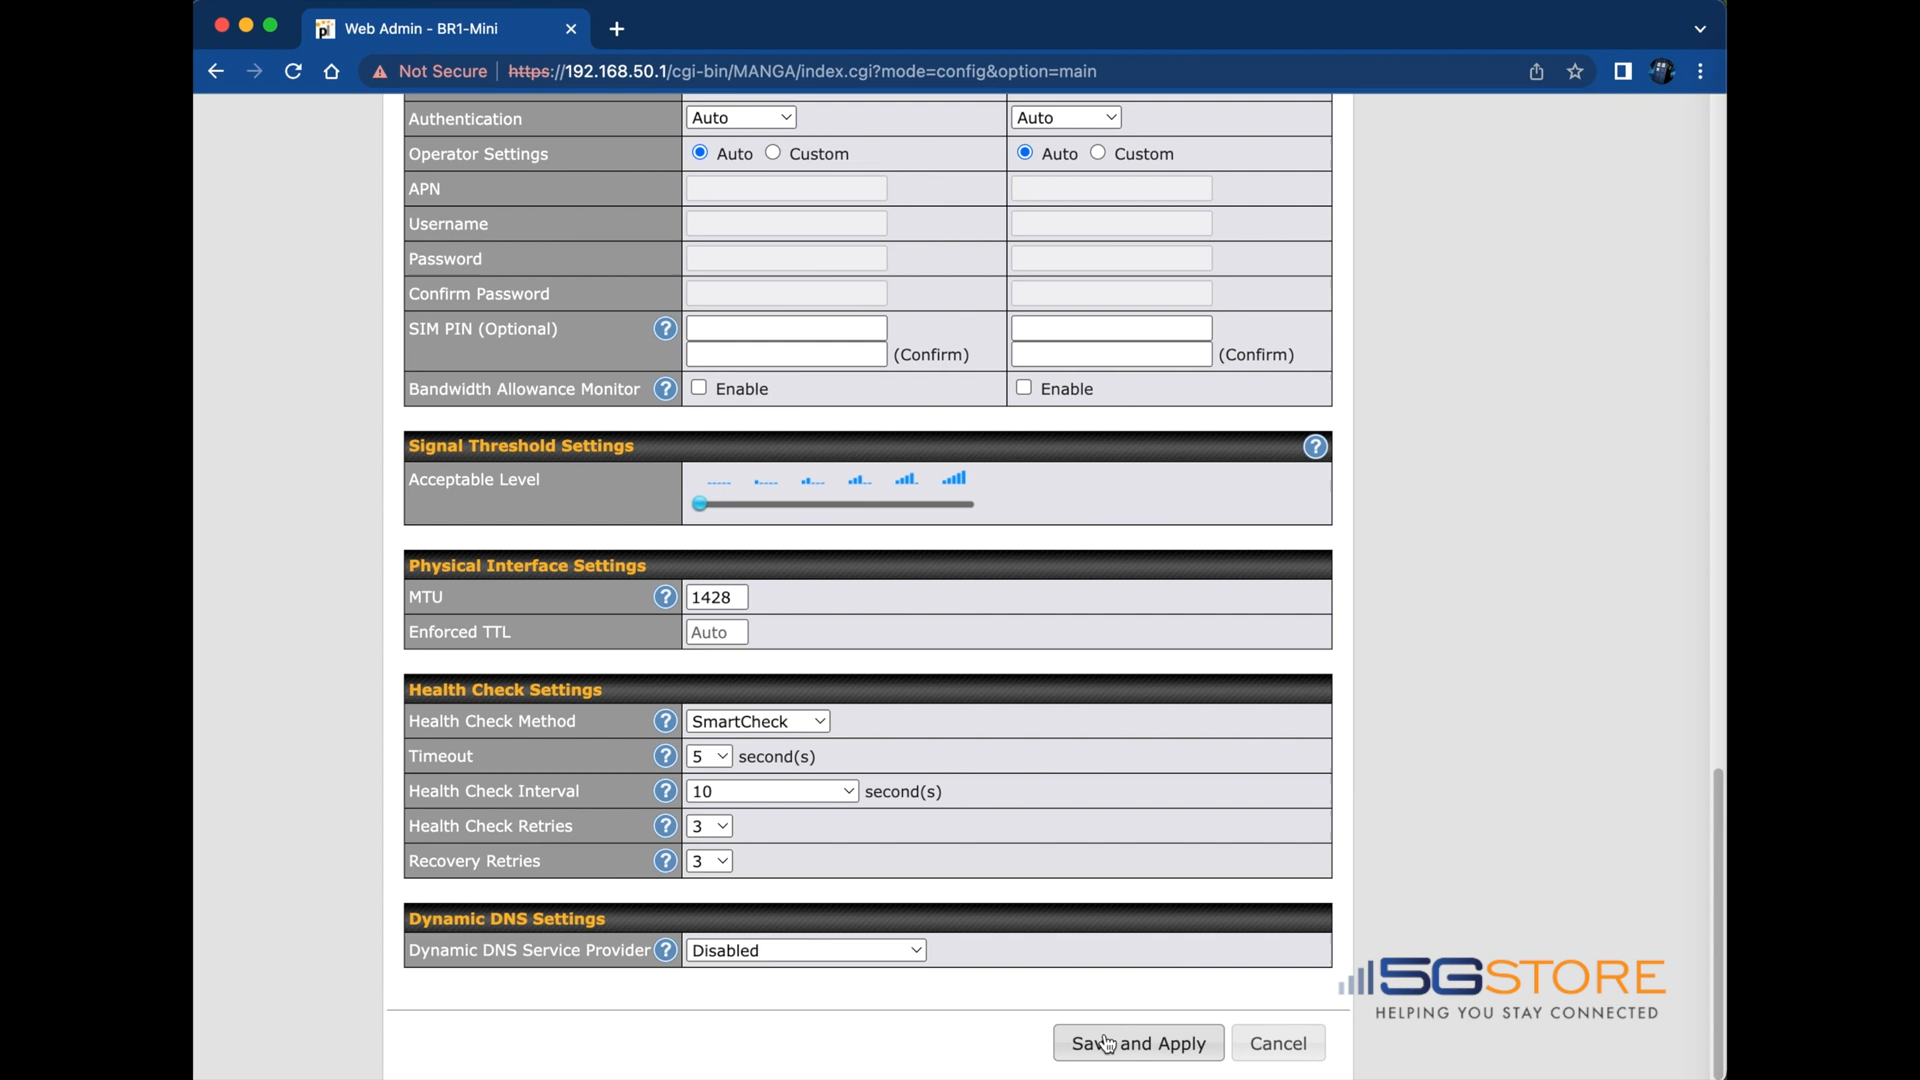 Web Admin - BR1-Mini
Not Secure https://192.168.50.1/cgi-bin/MANGA/index.cgi?mode=config&option=main
Authentication Auto Auto
Operator Settings Auto Custom Auto Custom
APN
Username
Password
Confirm Password
SIM PIN (Optional) ?
(Confirm) (Confirm)
Bandwidth Allowance Monitor ? Enable Enable
Signal Threshold Settings ?
Acceptable Level
Physical Interface Settings
MTU ? 1428
Enforced TTL Auto
Health Check Settings
Health Check Method ? SmartCheck
Timeout ? 5 second(s)
Health Check Interval ? 10 second(s)
Health Check Retries ? 3
Recovery Retries ? 3
Dynamic DNS Settings
Dynamic DNS Service Provider ? Disabled
5GSTORE
HELPING YOU STAY CONNECTED
Save and Apply Cancel